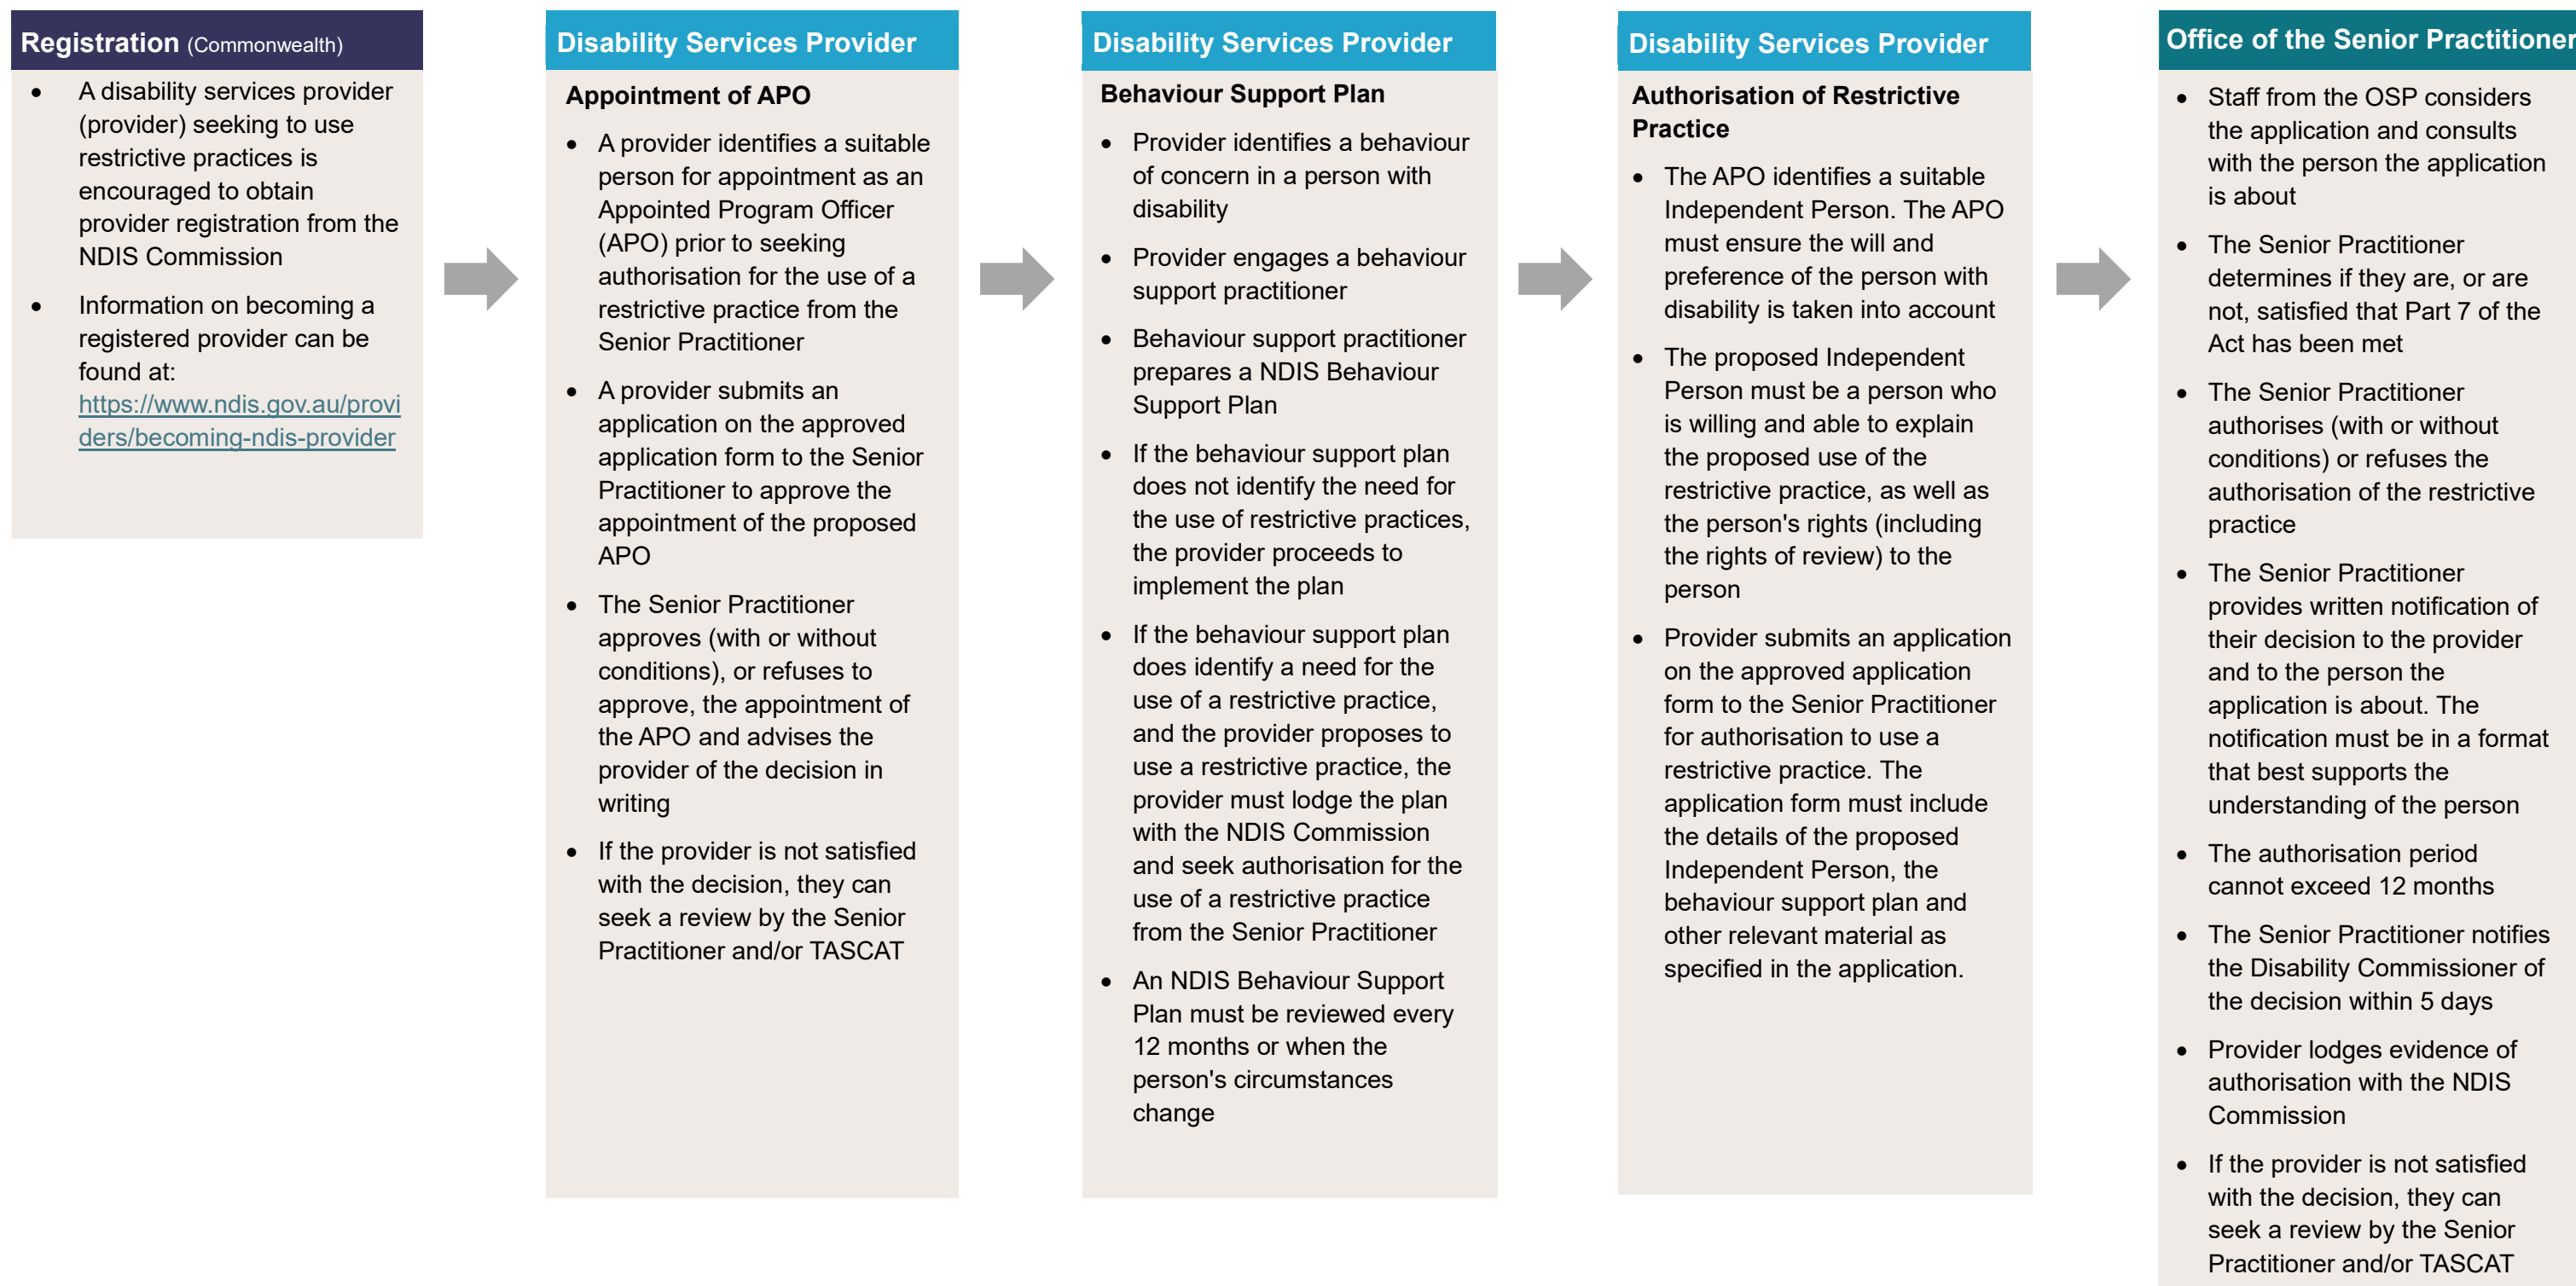 Registration (Commonwealth)
• A disability services provider
(provider) seeking to use
restrictive practices is
encouraged to obtain
provider registration from the
NDIS Commission
• Information on becoming a
registered provider can be
found at:
https://www.ndis.gov.au/provi
ders/becoming-ndis-provider
Disability Services Provider
Appointment of APO
• A provider identifies a suitable
person for appointment as an
Appointed Program Officer
(APO) prior to seeking
authorisation for the use of a
restrictive practice from the
Senior Practitioner
• A provider submits an
application on the approved
application form to the Senior
Practitioner to approve the
appointment of the proposed
APO
• The Senior Practitioner
approves (with or without
conditions), or refuses to
approve, the appointment of
the APO and advises the
provider of the decision in
writing
• If the provider is not satisfied
with the decision, they can
seek a review by the Senior
Practitioner and/or TASCAT
Disability Services Provider
Behaviour Support Plan
• Provider identifies a behaviour
of concern in a person with
disability
• Provider engages a behaviour
support practitioner
• Behaviour support practitioner
prepares a NDIS Behaviour
Support Plan
• If the behaviour support plan
does not identify the need for
the use of restrictive practices,
the provider proceeds to
implement the plan
• If the behaviour support plan
does identify a need for the
use of a restrictive practice,
and the provider proposes to
use a restrictive practice, the
provider must lodge the plan
with the NDIS Commission
and seek authorisation for the
use of a restrictive practice
from the Senior Practitioner
• An NDIS Behaviour Support
Plan must be reviewed every
12 months or when the
person's circumstances
change
Disability Services Provider
Authorisation of Restrictive
Practice
• The APO identifies a suitable
Independent Person. The APO
must ensure the will and
preference of the person with
disability is taken into account
• The proposed Independent
Person must be a person who
is willing and able to explain
the proposed use of the
restrictive practice, as well as
the person's rights (including
the rights of review) to the
person
• Provider submits an application
on the approved application
form to the Senior Practitioner
for authorisation to use a
restrictive practice. The
application form must include
the details of the proposed
Independent Person, the
behaviour support plan and
other relevant material as
specified in the application.
Office of the Senior Practitioner
• Staff from the OSP considers
the application and consults
with the person the application
is about
• The Senior Practitioner
determines if they are, or are
not, satisfied that Part 7 of the
Act has been met
• The Senior Practitioner
authorises (with or without
conditions) or refuses the
authorisation of the restrictive
practice
• The Senior Practitioner
provides written notification of
their decision to the provider
and to the person the
application is about. The
notification must be in a format
that best supports the
understanding of the person
• The authorisation period
cannot exceed 12 months
• The Senior Practitioner notifies
the Disability Commissioner of
the decision within 5 days
• Provider lodges evidence of
authorisation with the NDIS
Commission
• If the provider is not satisfied
with the decision, they can
seek a review by the Senior
Practitioner and/or TASCAT